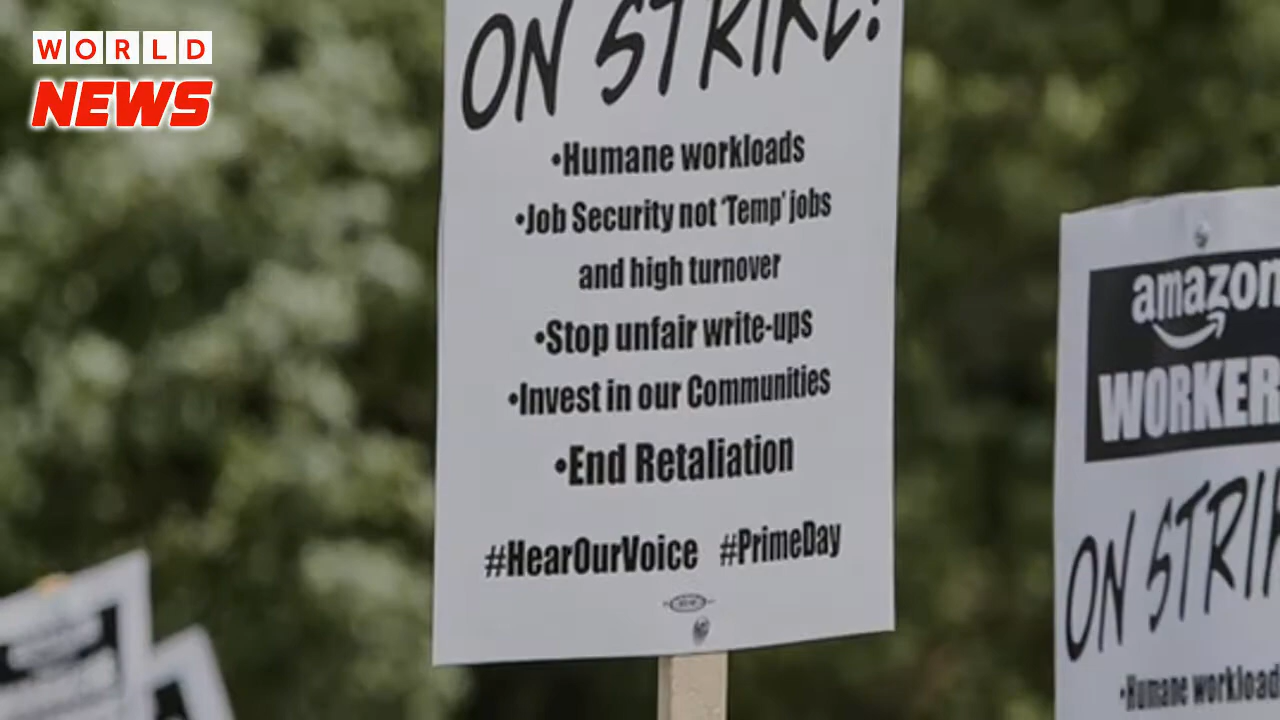 WORLD
NEWS
ON STRIKE!
•Humane workloads
•Job Security not 'Temp' jobs
and high turnover
•Stop unfair write-ups
•Invest in our Communities
•End Retaliation
#HearOurVoice #PrimeDay
amazon
WORKER
ON STRI
•Humane workload